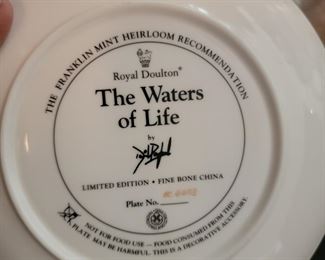 THE FRANKLIN MINT HEIRLOOM RECOMMENDATION
Royal Doulton®
The Waters
of Life
by
LIMITED EDITION • FINE BONE CHINA
Plate No.
NOT FOR FOOD USE – FOOD CONSUMED FROM THIS
PLATE MAY BE HARMFUL. THIS IS A DECORATIVE ACCESSORY.